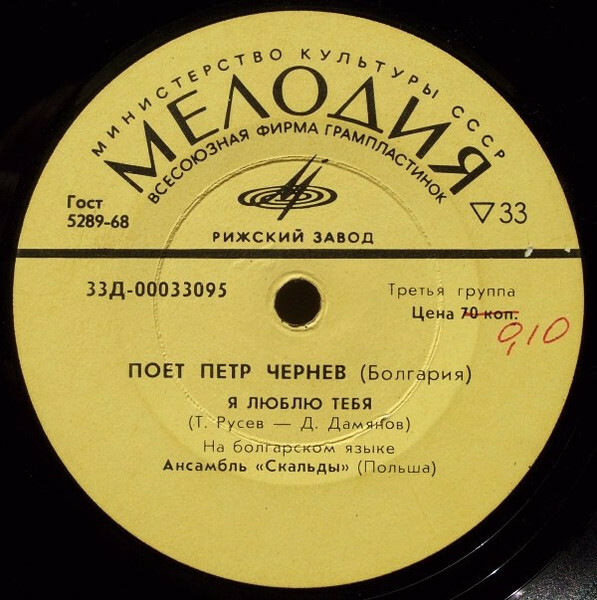 МИНИСТЕРСТВО КУЛЬТУРЫ СССР
МЕЛОДИЯ
ВСЕСОЮЗНАЯ ФИРМА ГРАМПЛАСТИНОК
Гост
5289-68
▽33
РИЖСКИЙ ЗАВОД
33Д-00033095
Третья группа
Цена 70 коп.
0,10
ПОЕТ ПЕТР ЧЕРНЕВ (Болгария)
Я ЛЮБЛЮ ТЕБЯ
(Т. Русев — Д. Дамянов)
На болгарском языке
Ансамбль «Скальды» (Польша)